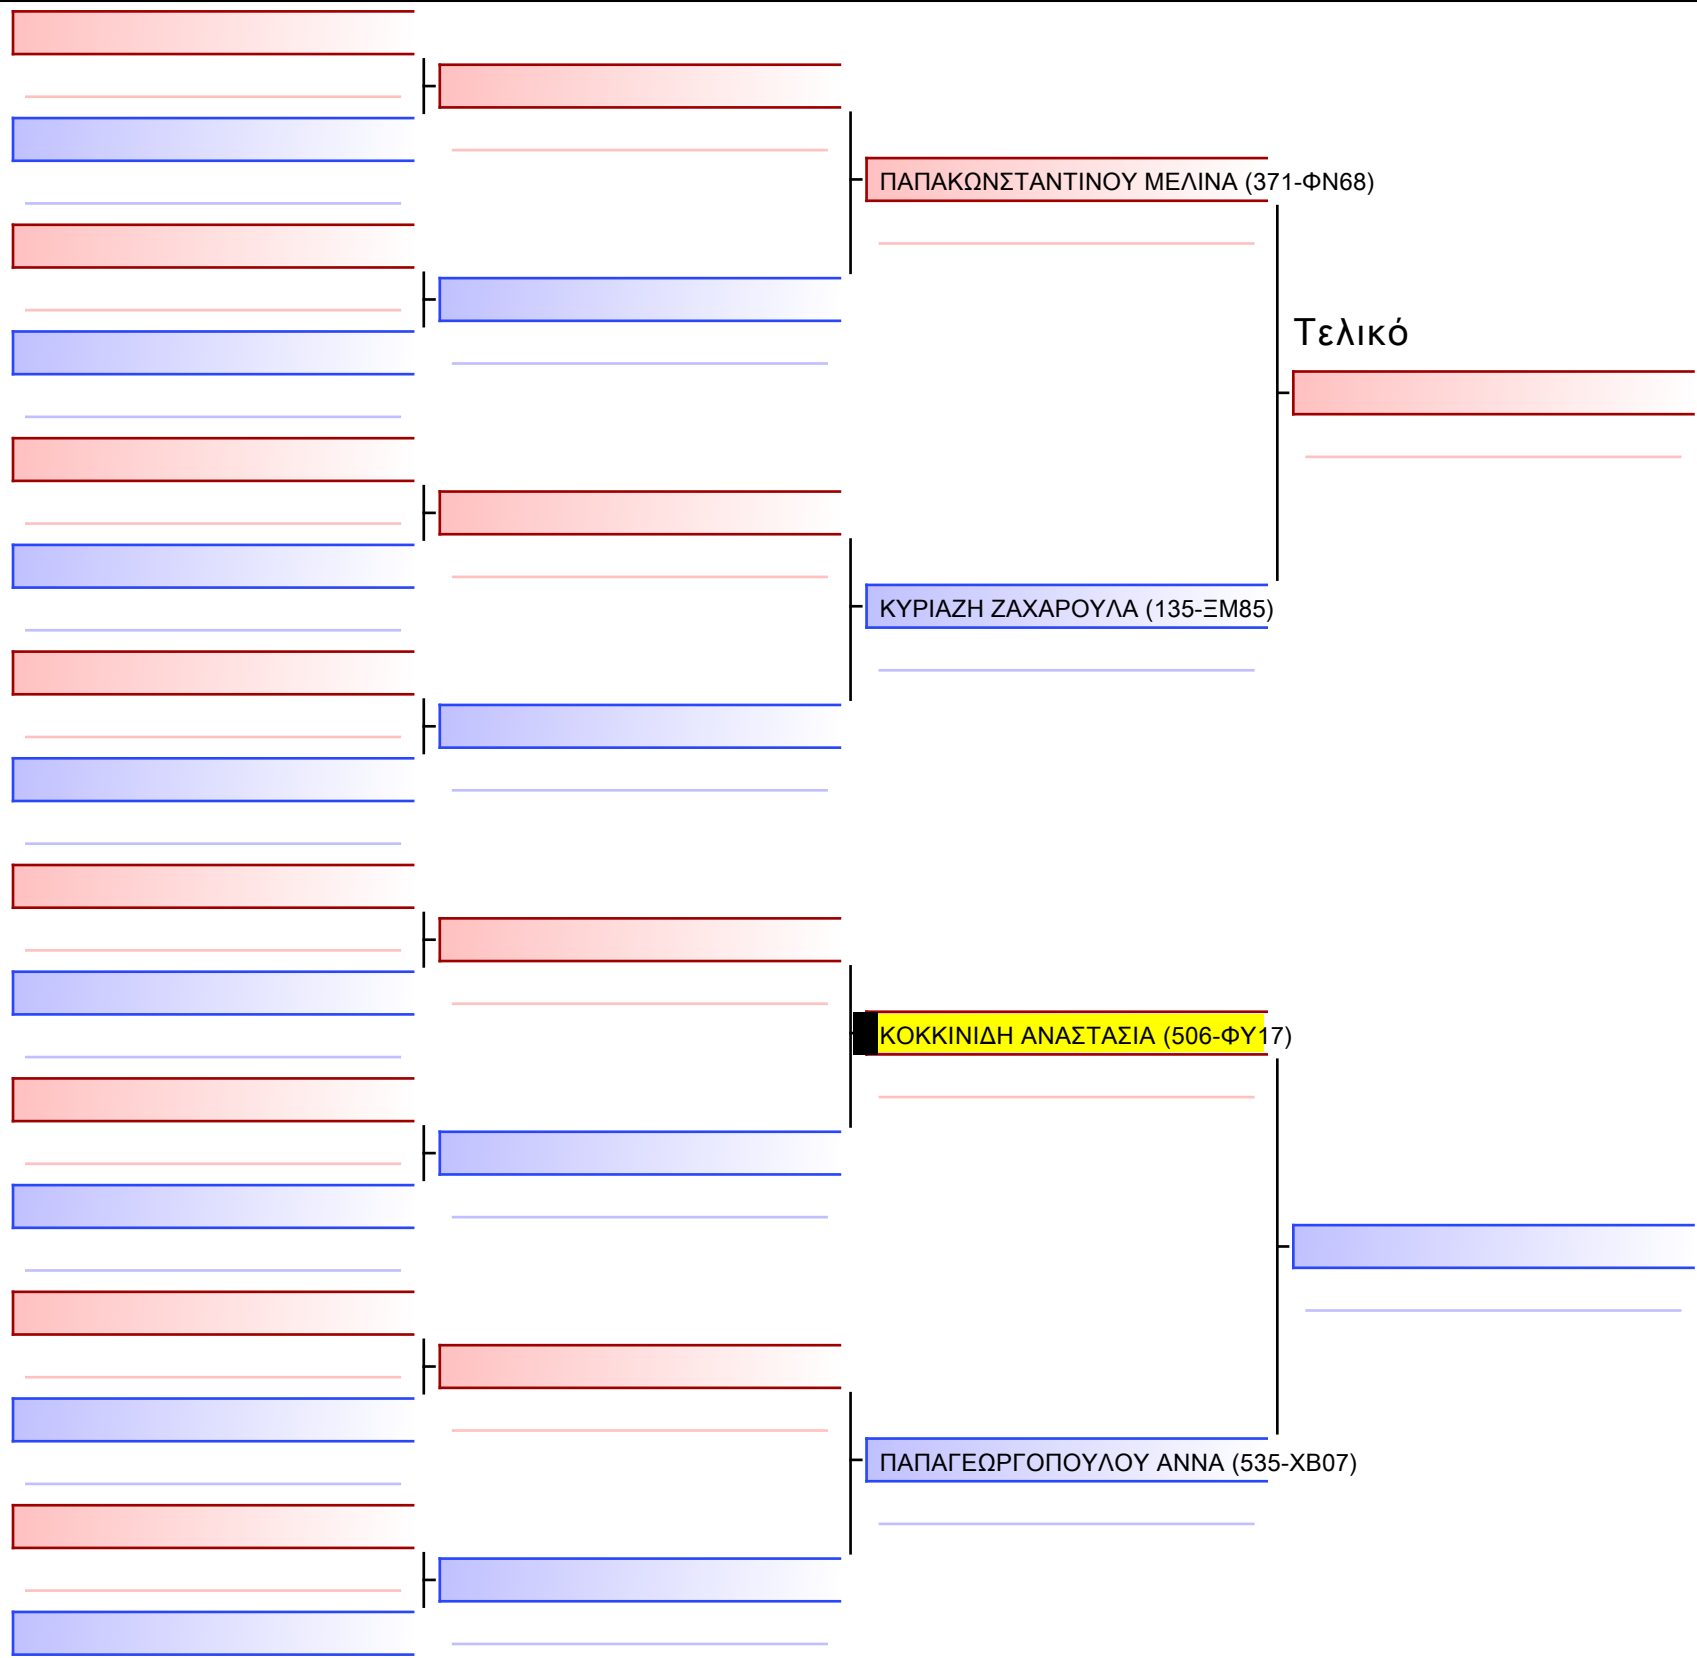 ΠΑΠΑΚΩΝΣΤΑΝΤΙΝΟΥ ΜΕΛΙΝΑ (371-ΦΝ68)
Τελικό
ΚΥΡΙΑΖΗ ΖΑΧΑΡΟΥΛΑ (135-ΞΜ85)
ΚΟΚΚΙΝΙΔΗ ΑΝΑΣΤΑΣΙΑ (506-ΦΥ17)
ΠΑΠΑΓΕΩΡΓΟΠΟΥΛΟΥ ΑΝΝΑ (535-ΧΒ07)